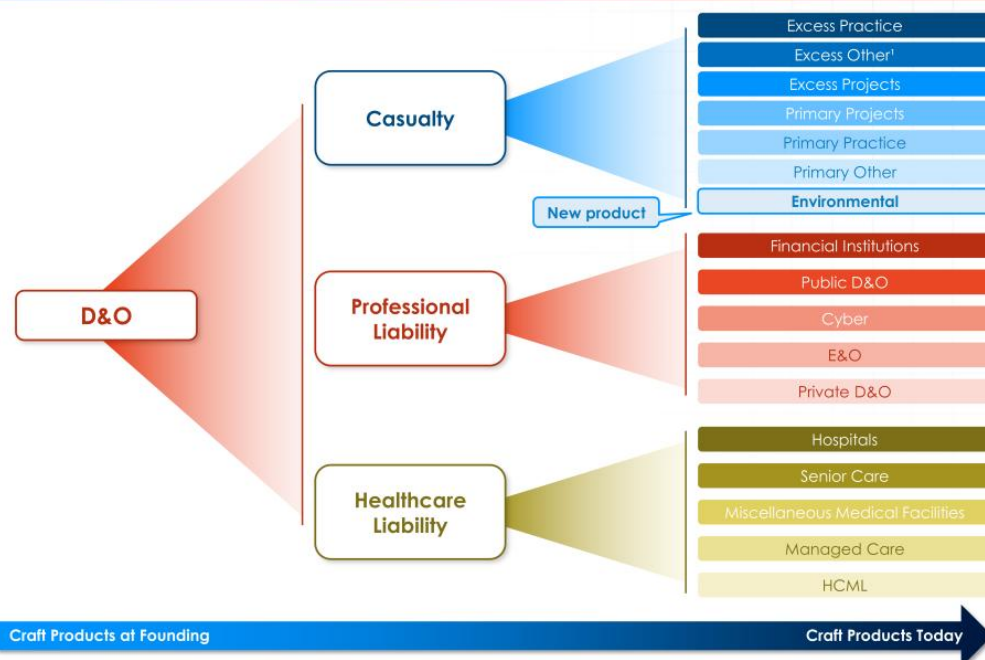 D&O
Casualty
Professional
Liability
Healthcare
Liability
Excess Practice
Excess Other¹
Excess Projects
Primary Projects
Primary Practice
Primary Other
New product
Environmental
Financial Institutions
Public D&O
Cyber
E&O
Private D&O
Hospitals
Senior Care
Miscellaneous Medical Facilities
Managed Care
HCML
Craft Products at Founding
Craft Products Today